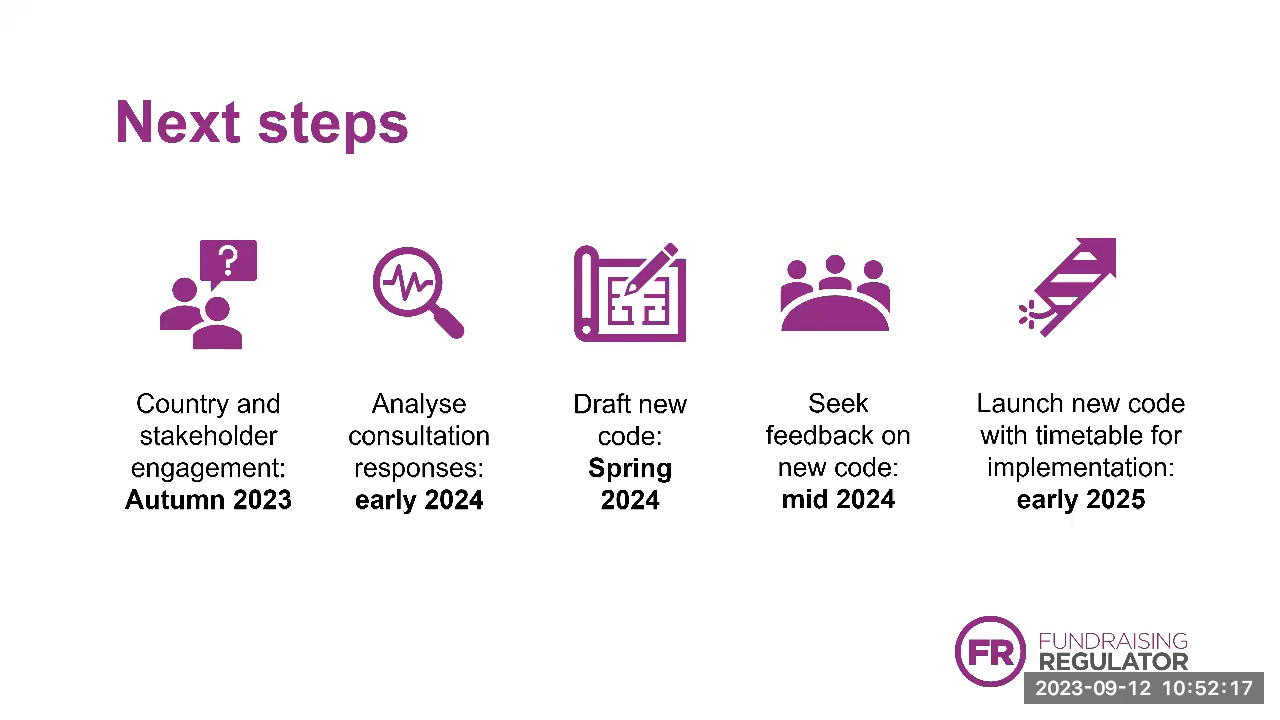 Next steps
?
Country and
stakeholder
engagement:
Autumn 2023
Analyse
consultation
responses:
early 2024
Draft new
code:
Spring
2024
Seek
feedback on
new code:
mid 2024
Launch new code
with timetable for
implementation:
early 2025
FR
FUNDRAISING
REGULATOR
2023-09-12 10:52:17